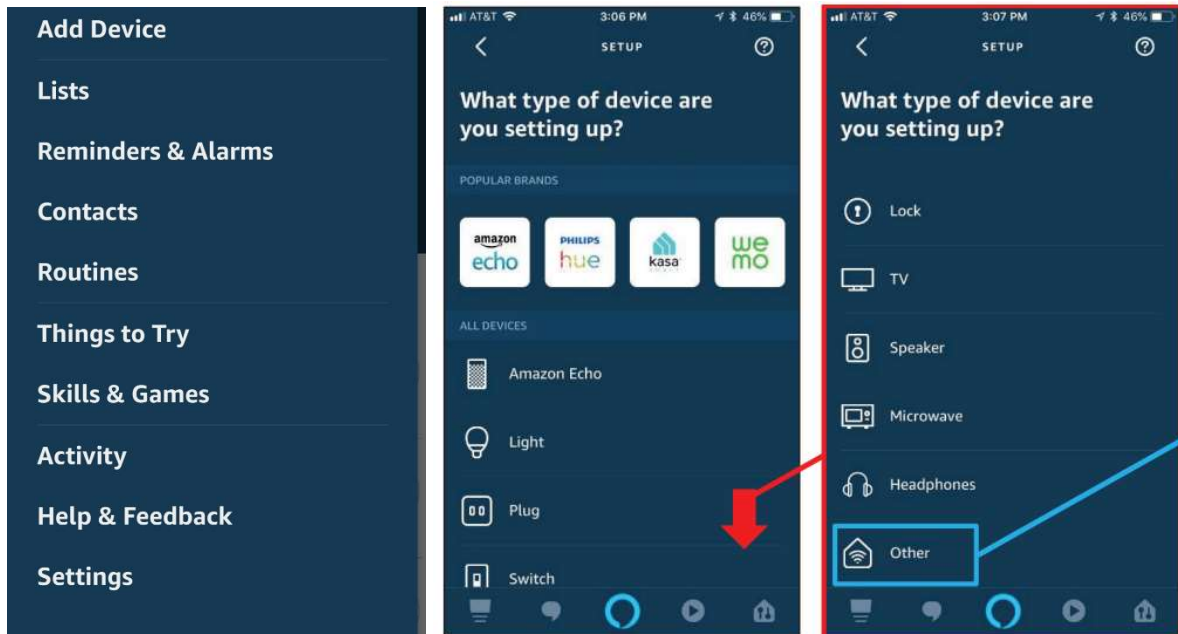 Add Device
Lists
Reminders & Alarms
Contacts
Routines
Things to Try
Skills & Games
Activity
Help & Feedback
Settings
AT&T 3:06 PM 46%
SETUP
What type of device are
you setting up?
POPULAR BRANDS
amazon echo
PHILIPS hue
kasa
we mo
ALL DEVICES
Amazon Echo
Light
Plug
Switch
AT&T 3:07 PM 46%
SETUP
What type of device are
you setting up?
Lock
TV
Speaker
Microwave
Headphones
Other